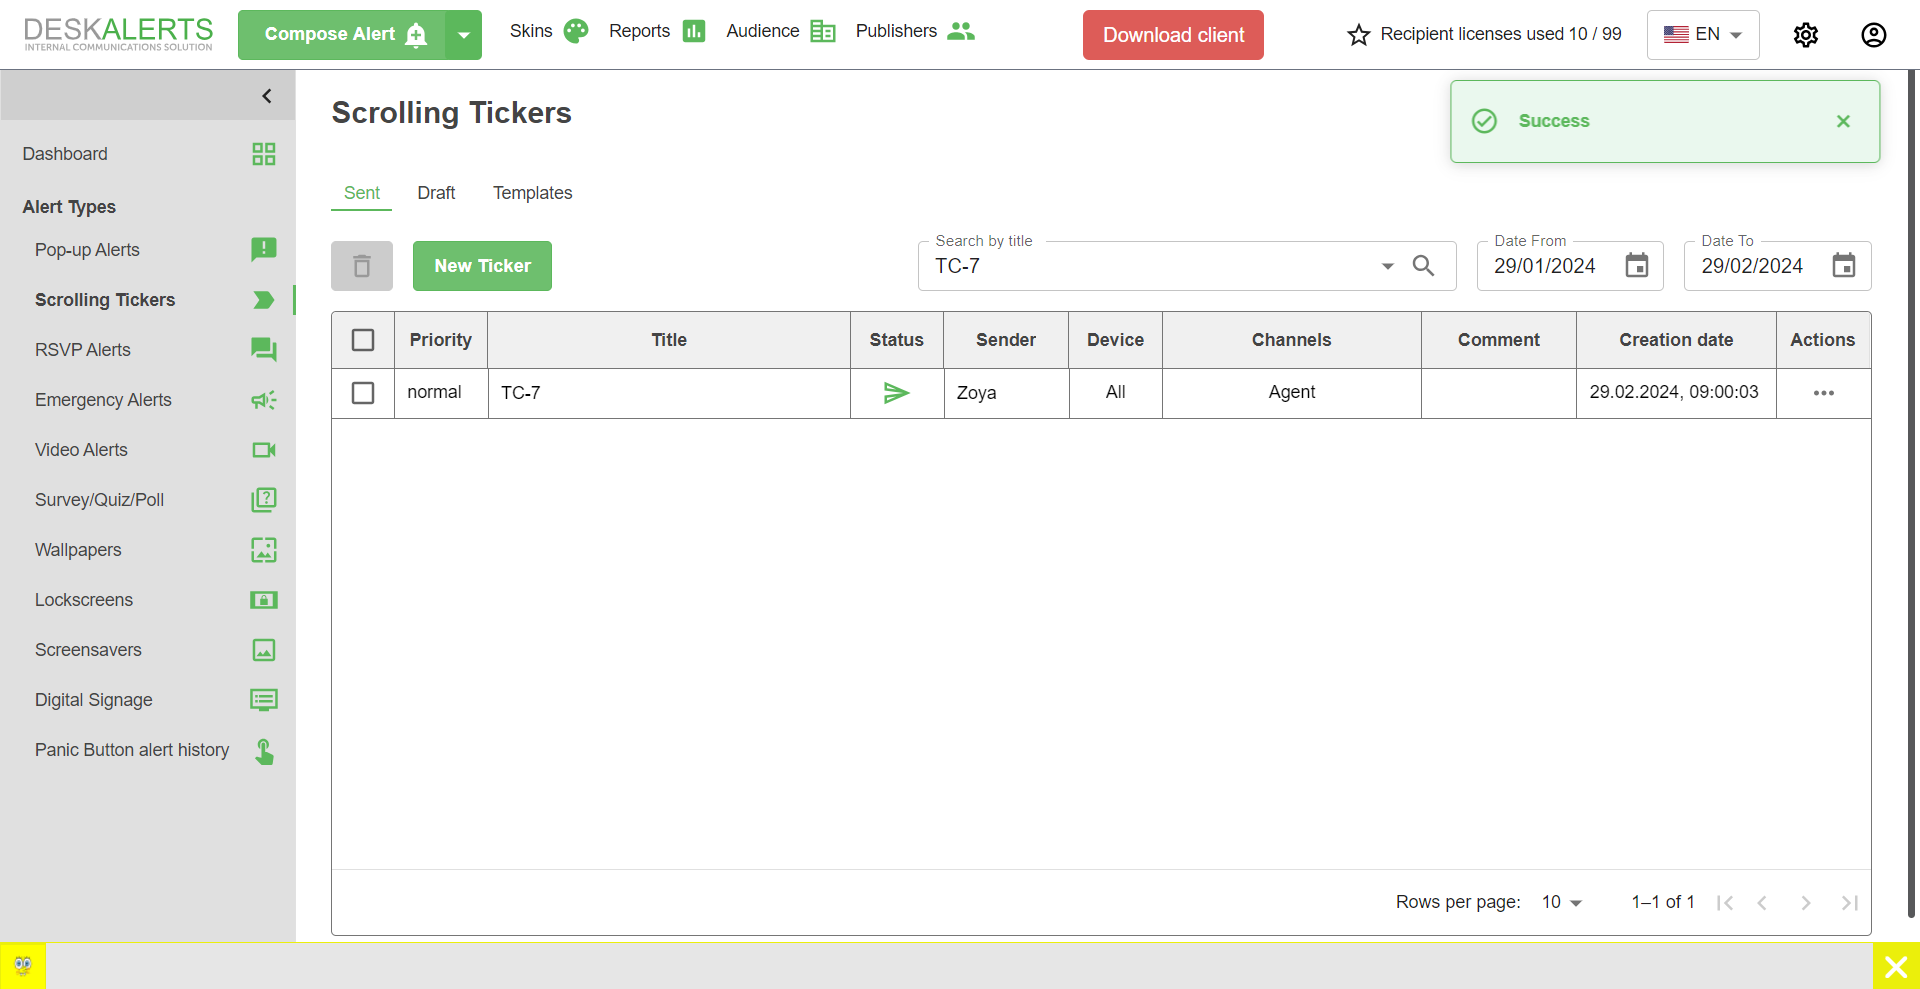 DESKALERTS
INTERNAL COMMUNICATIONS SOLUTION
Compose Alert
Skins
Reports
Audience
Publishers
Download client
Recipient licenses used 10 / 99
EN
Dashboard
Alert Types
Pop-up Alerts
Scrolling Tickers
RSVP Alerts
Emergency Alerts
Video Alerts
Survey/Quiz/Poll
Wallpapers
Lockscreens
Screensavers
Digital Signage
Panic Button alert history
Scrolling Tickers
Success
Sent
Draft
Templates
New Ticker
Search by title
TC-7
Date From
29/01/2024
Date To
29/02/2024
Priority
Title
Status
Sender
Device
Channels
Comment
Creation date
Actions
normal
TC-7
Zoya
All
Agent
29.02.2024, 09:00:03
Rows per page:
10
1–1 of 1